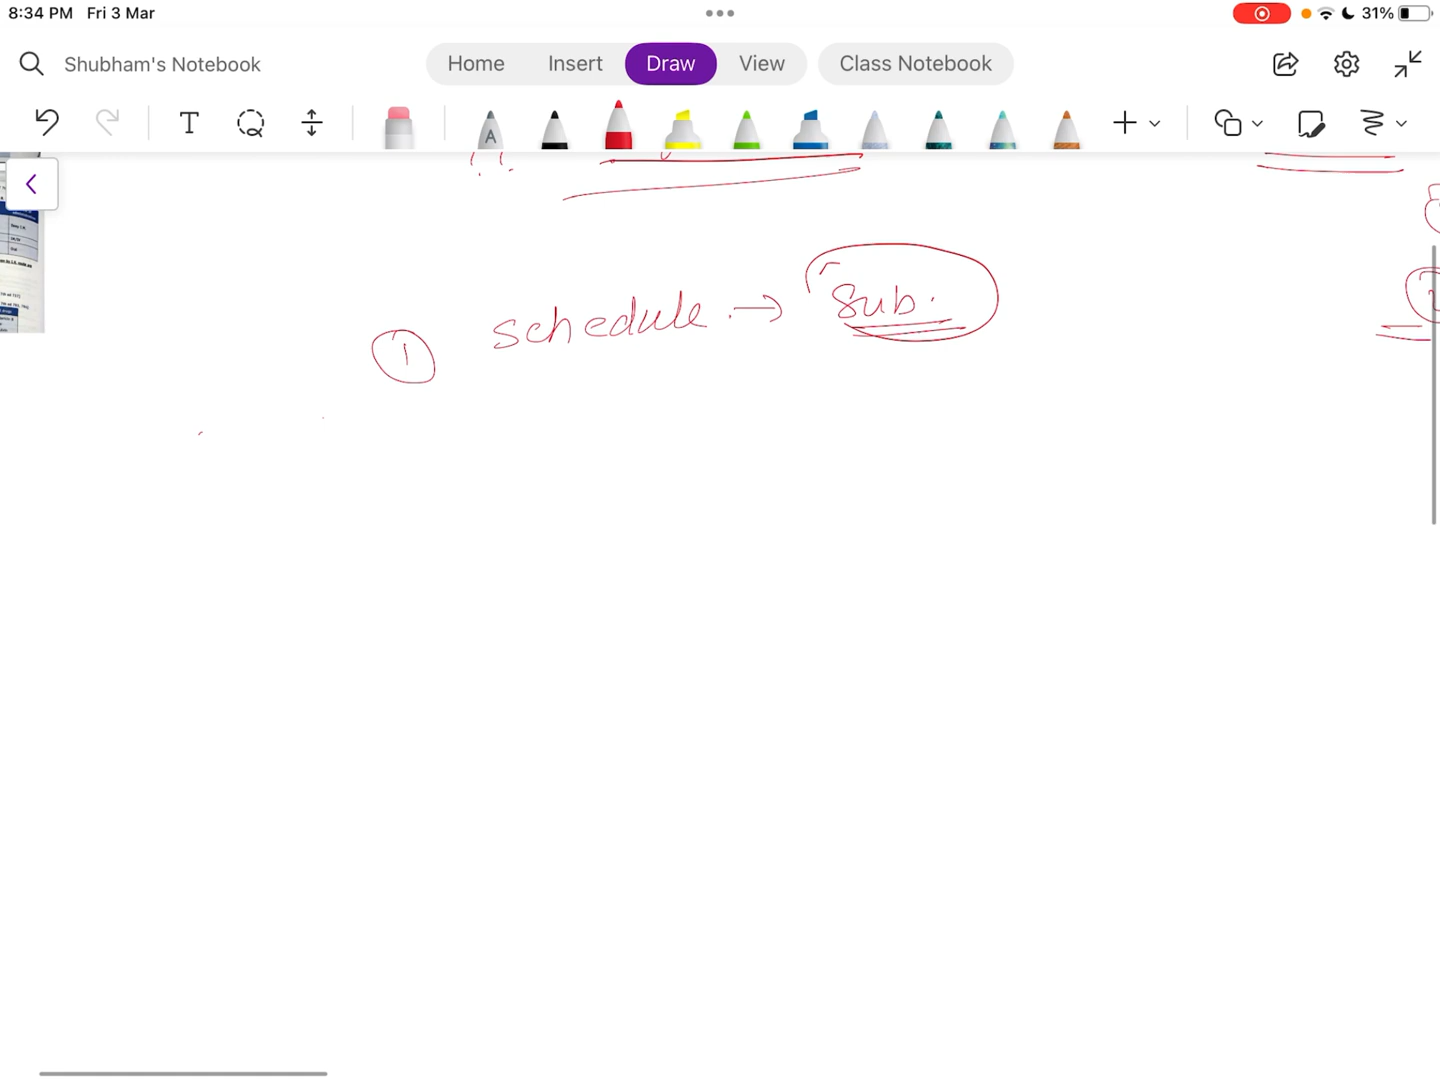 8:34 PM Fri 3 Mar
31%
Shubham's Notebook
Home Insert Draw View Class Notebook
T
A
① schedule → sub.